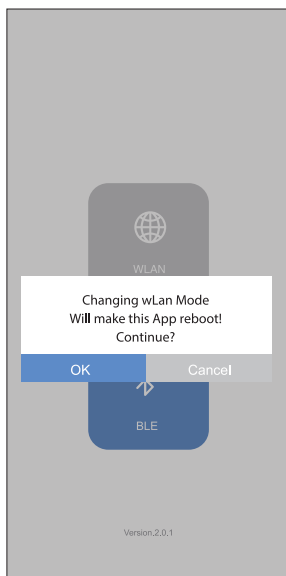 WLAN
Changing wLan Mode
Will make this App reboot!
Continue?
OK Cancel
BLE
Version.2.0.1